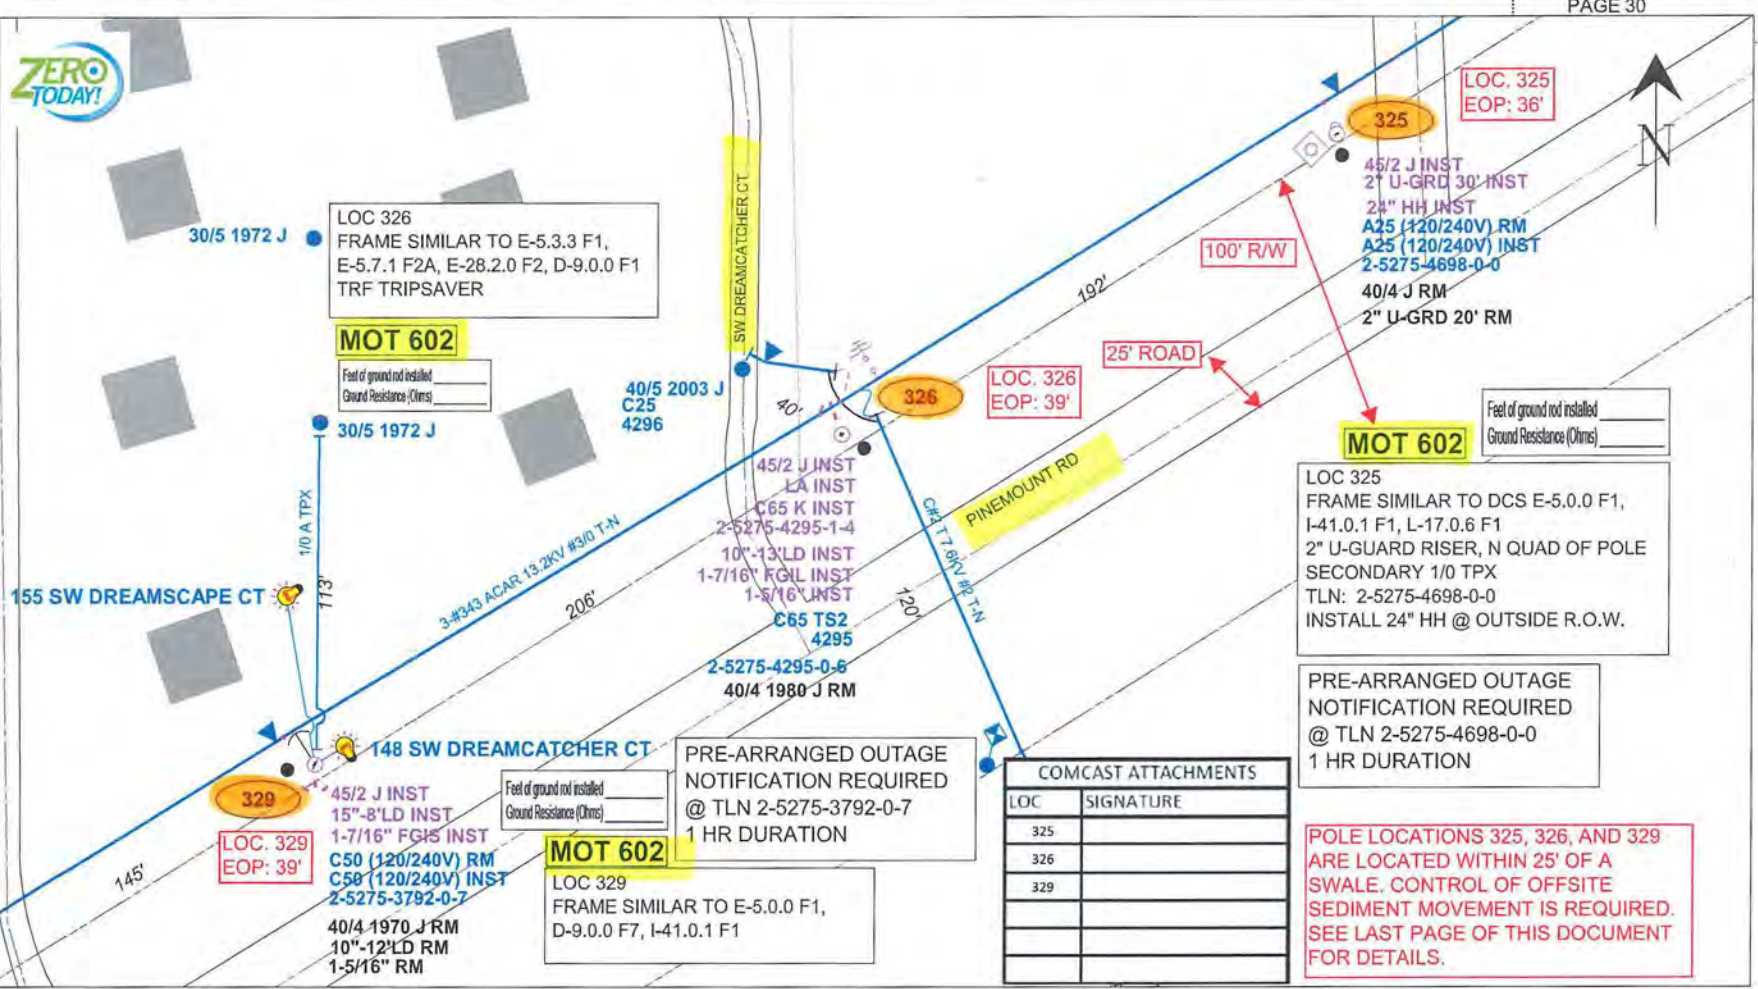 PAGE 30
ZERO
TODAY!
LOC. 325
EOP: 36'
325
N
45/2 J INST
2" U-GRD 30' INST
24" HH INST
A25 (120/240V) RM
A25 (120/240V) INST
2-5275-4698-0-0
40/4 J RM
2" U-GRD 20' RM
100' R/W
192'
25' ROAD
30/5 1972 J
LOC 326
FRAME SIMILAR TO E-5.3.3 F1,
E-5.7.1 F2A, E-28.2.0 F2, D-9.0.0 F1
TRF TRIPSAVER
MOT 602
Feet of ground rod installed
Ground Resistance (Ohms)
30/5 1972 J
SW DREAMCATCHER CT
40/5 2003 J
C25
4296
40'
326
LOC. 326
EOP: 39'
45/2 J INST
LA INST
C65 K INST
2-5275-4295-1-4
10"-13'LD INST
1-7/16" FGIL INST
1-5/16" INST
C65 TS2
4295
2-5275-4295-0-6
40/4 1980 J RM
PINEMOUNT RD
C#2 T 7.6KV #2 T-N
120'
3-#343 ACAR 13.2KV #3/0 T-N
206'
1/0 A TPX
113'
155 SW DREAMSCAPE CT
148 SW DREAMCATCHER CT
329
LOC. 329
EOP: 39'
145'
45/2 J INST
15"-8'LD INST
1-7/16" FGIS INST
C50 (120/240V) RM
C50 (120/240V) INST
2-5275-3792-0-7
40/4 1970 J RM
10"-12'LD RM
1-5/16" RM
Feet of ground rod installed
Ground Resistance (Ohms)
MOT 602
LOC 329
FRAME SIMILAR TO E-5.0.0 F1,
D-9.0.0 F7, I-41.0.1 F1
PRE-ARRANGED OUTAGE
NOTIFICATION REQUIRED
@ TLN 2-5275-3792-0-7
1 HR DURATION
COMCAST ATTACHMENTS
LOC SIGNATURE
325
326
329
Feet of ground rod installed
Ground Resistance (Ohms)
MOT 602
LOC 325
FRAME SIMILAR TO DCS E-5.0.0 F1,
I-41.0.1 F1, L-17.0.6 F1
2" U-GUARD RISER, N QUAD OF POLE
SECONDARY 1/0 TPX
TLN: 2-5275-4698-0-0
INSTALL 24" HH @ OUTSIDE R.O.W.
PRE-ARRANGED OUTAGE
NOTIFICATION REQUIRED
@ TLN 2-5275-4698-0-0
1 HR DURATION
POLE LOCATIONS 325, 326, AND 329
ARE LOCATED WITHIN 25' OF A
SWALE. CONTROL OF OFFSITE
SEDIMENT MOVEMENT IS REQUIRED.
SEE LAST PAGE OF THIS DOCUMENT
FOR DETAILS.